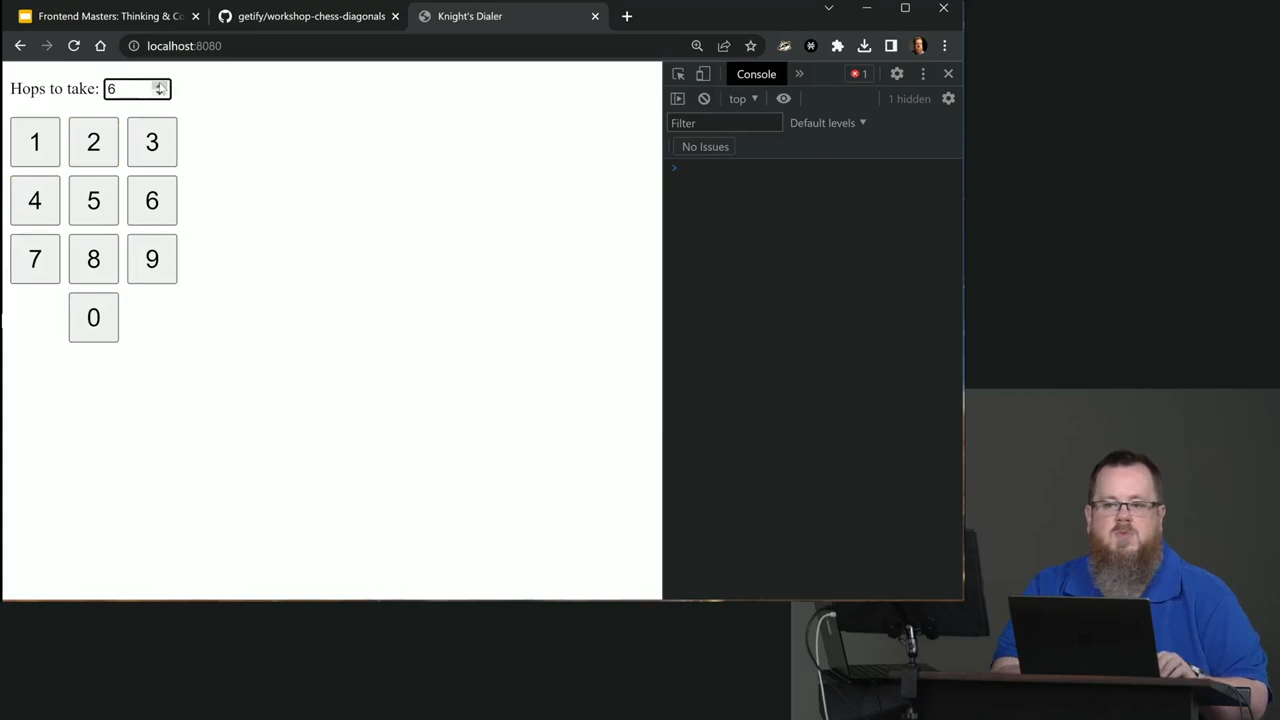 Frontend Masters: Thinking & Co
getify/workshop-chess-diagonals
Knight's Dialer
localhost:8080
Hops to take: 6
1 2 3
4 5 6
7 8 9
0
Console
1
top
1 hidden
Filter
Default levels
No Issues